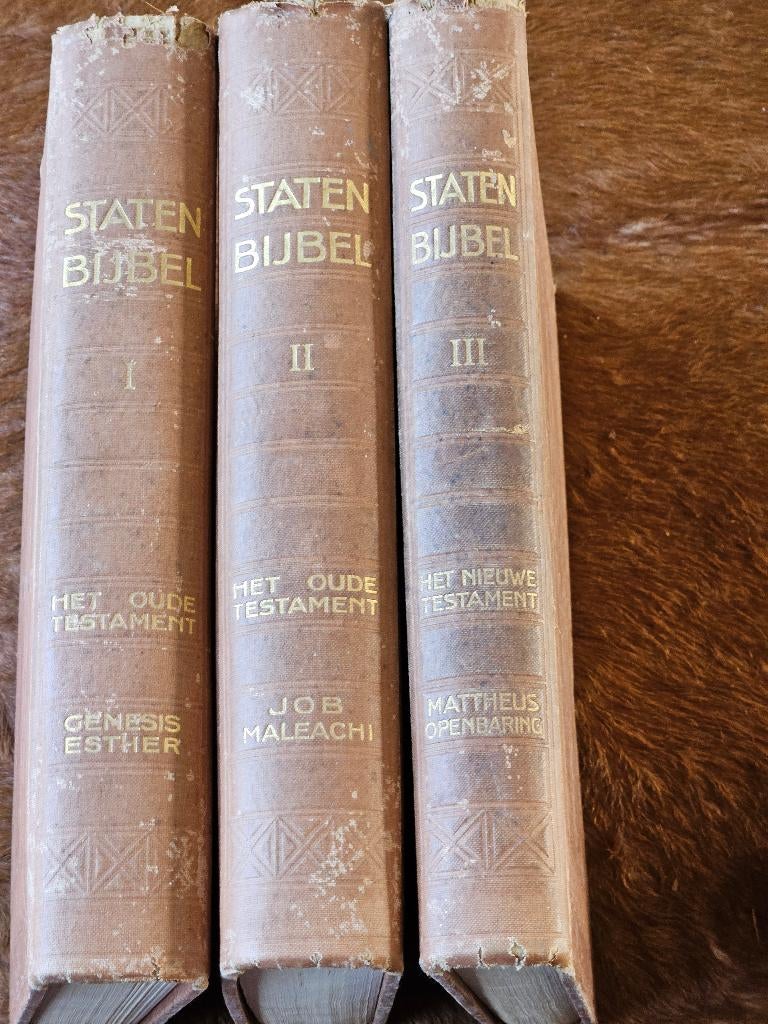 STATEN
BIJBEL
I
HET OUDE
TESTAMENT
GENESIS
ESTHER
STATEN
BIJBEL
II
HET OUDE
TESTAMENT
JOB
MALEACHI
STATEN
BIJBEL
III
HET NIEUWE
TESTAMENT
MATTHEUS
OPENBARING